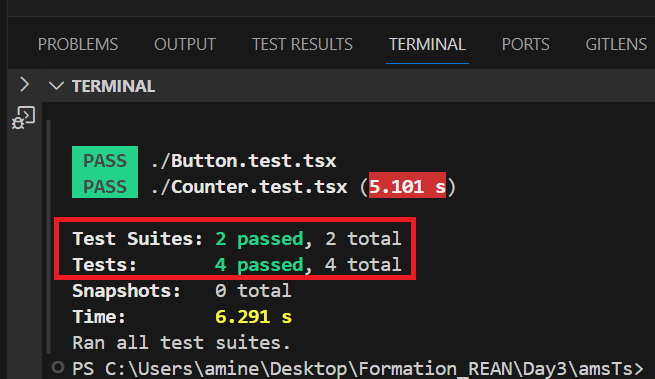 PROBLEMS OUTPUT TEST RESULTS TERMINAL PORTS GITLENS
TERMINAL
PASS ./Button.test.tsx
PASS ./Counter.test.tsx (5.101 s)
Test Suites: 2 passed, 2 total
Tests: 4 passed, 4 total
Snapshots: 0 total
Time: 6.291 s
Ran all test suites.
PS C:\Users\amine\Desktop\Formation_REAN\Day3\amsTs>